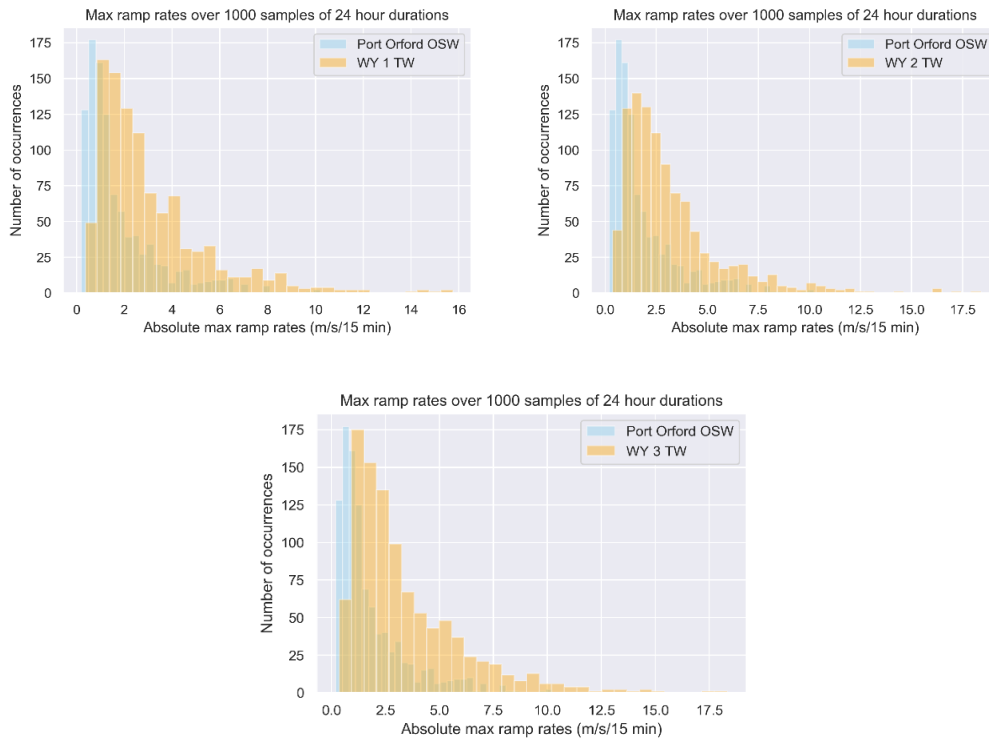 Max ramp rates over 1000 samples of 24 hour durations
Port Orford OSW
WY 1 TW
Number of occurrences
175
150
125
100
75
50
25
0
0 2 4 6 8 10 12 14 16
Absolute max ramp rates (m/s/15 min)
Max ramp rates over 1000 samples of 24 hour durations
Port Orford OSW
WY 2 TW
Number of occurrences
175
150
125
100
75
50
25
0
0.0 2.5 5.0 7.5 10.0 12.5 15.0 17.5
Absolute max ramp rates (m/s/15 min)
Max ramp rates over 1000 samples of 24 hour durations
Port Orford OSW
WY 3 TW
Number of occurrences
175
150
125
100
75
50
25
0
0.0 2.5 5.0 7.5 10.0 12.5 15.0 17.5
Absolute max ramp rates (m/s/15 min)